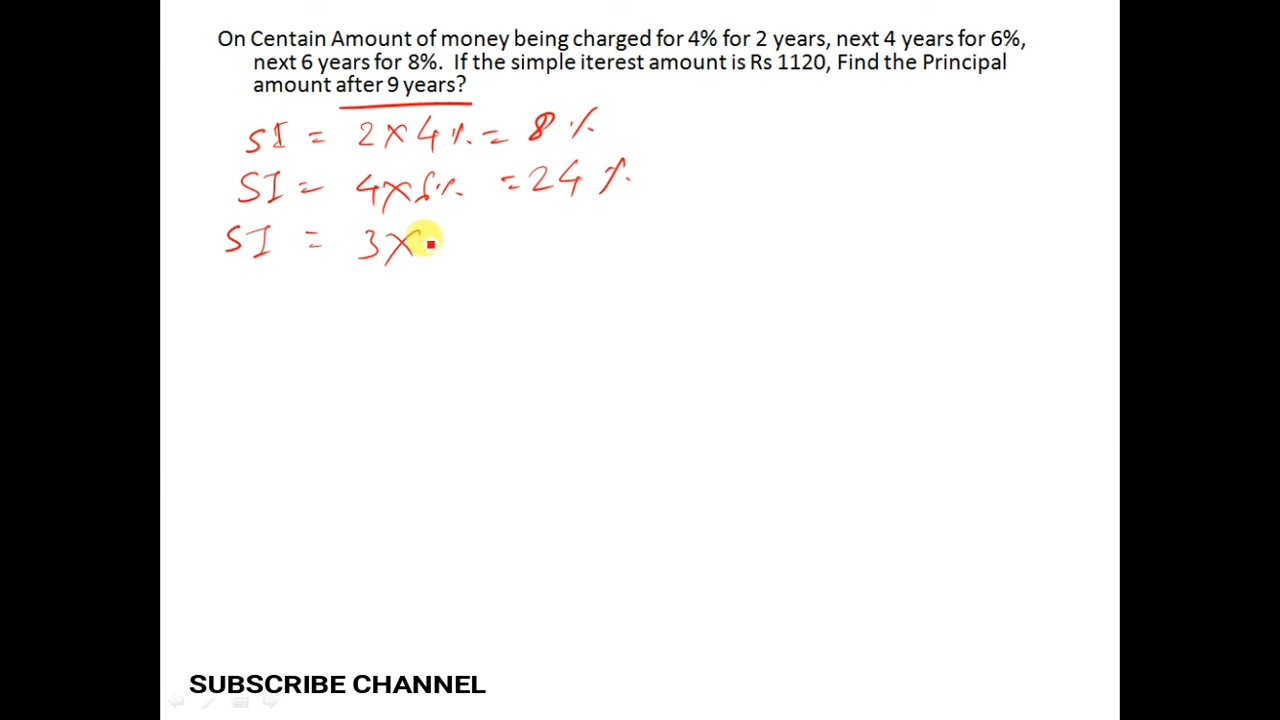 On Centain Amount of money being charged for 4% for 2 years, next 4 years for 6%,
next 6 years for 8%. If the simple iterest amount is Rs 1120, Find the Principal
amount after 9 years?
SI = 2 X 4 % = 8 %
SI = 4 X 6 % = 24 %
SI = 3 X
SUBSCRIBE CHANNEL